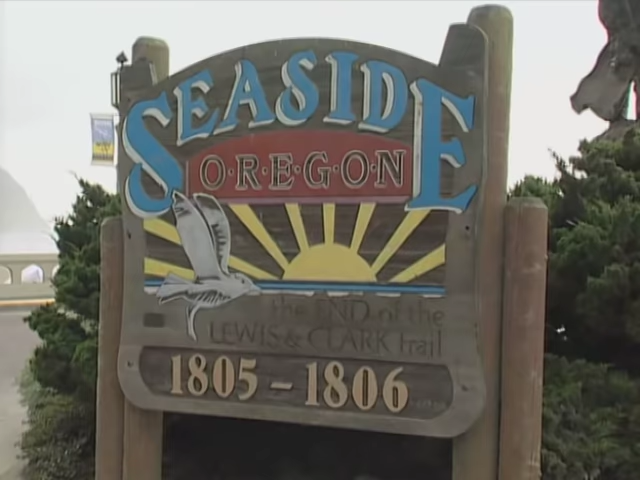 SEASIDE
O·R·E·G·O·N
the END of the
LEWIS & CLARK trail
1805 - 1806